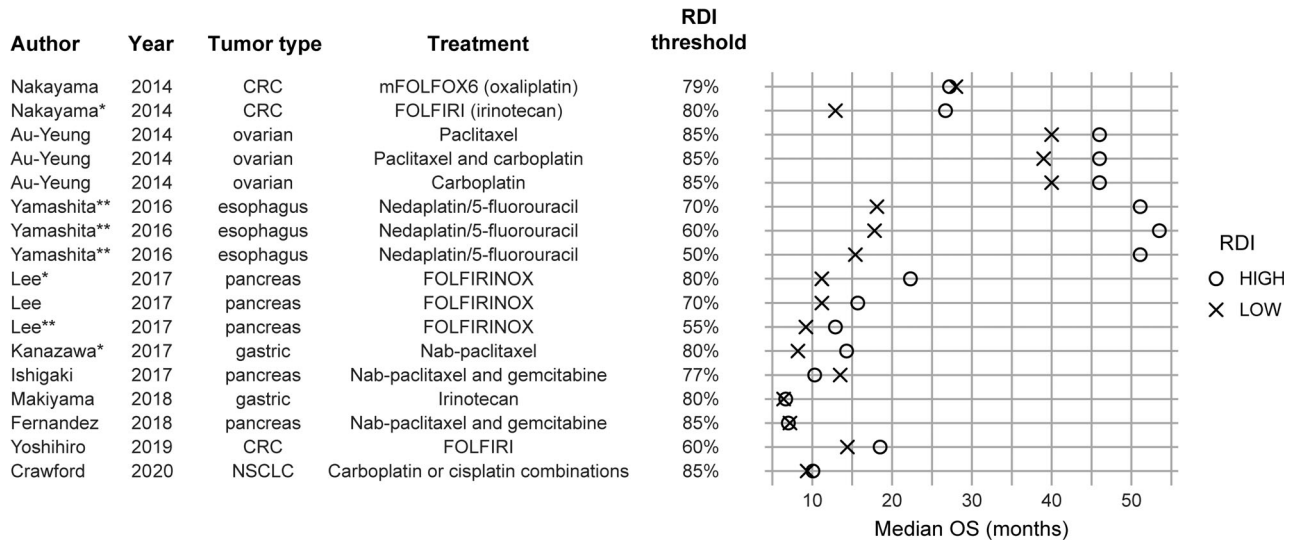 RDI
Author Year Tumor type Treatment threshold
Nakayama 2014 CRC mFOLFOX6 (oxaliplatin) 79%
Nakayama* 2014 CRC FOLFIRI (irinotecan) 80%
Au-Yeung 2014 ovarian Paclitaxel 85%
Au-Yeung 2014 ovarian Paclitaxel and carboplatin 85%
Au-Yeung 2014 ovarian Carboplatin 85%
Yamashita** 2016 esophagus Nedaplatin/5-fluorouracil 70%
Yamashita** 2016 esophagus Nedaplatin/5-fluorouracil 60%
Yamashita** 2016 esophagus Nedaplatin/5-fluorouracil 50%
Lee* 2017 pancreas FOLFIRINOX 80%
Lee 2017 pancreas FOLFIRINOX 70%
Lee** 2017 pancreas FOLFIRINOX 55%
Kanazawa* 2017 gastric Nab-paclitaxel 80%
Ishigaki 2017 pancreas Nab-paclitaxel and gemcitabine 77%
Makiyama 2018 gastric Irinotecan 80%
Fernandez 2018 pancreas Nab-paclitaxel and gemcitabine 85%
Yoshihiro 2019 CRC FOLFIRI 60%
Crawford 2020 NSCLC Carboplatin or cisplatin combinations 85%
10 20 30 40 50
Median OS (months)
RDI
HIGH
LOW